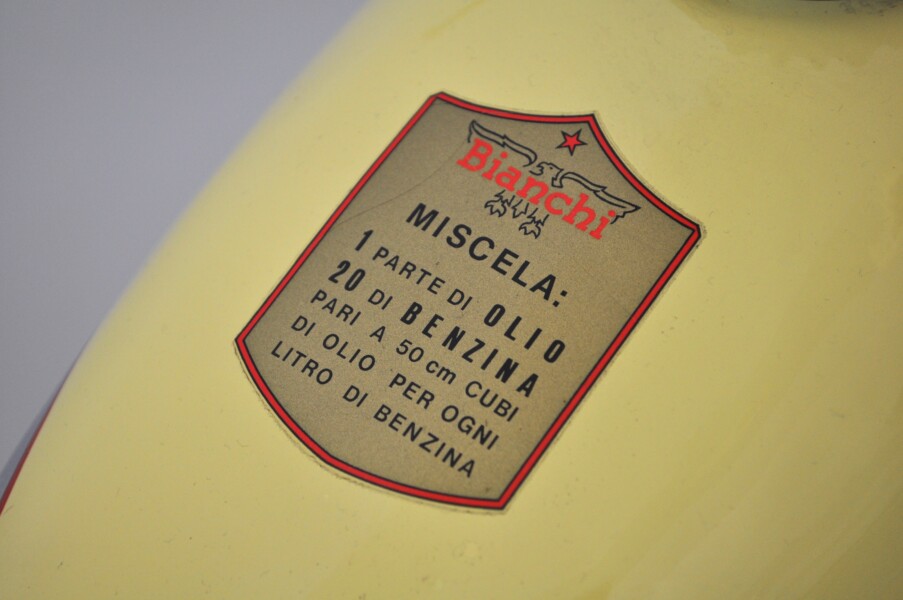 Bianchi
MISCELA:
1 PARTE DI OLIO
20 DI BENZINA
PARI A 50 cm CUBI
DI OLIO PER OGNI
LITRO DI BENZINA